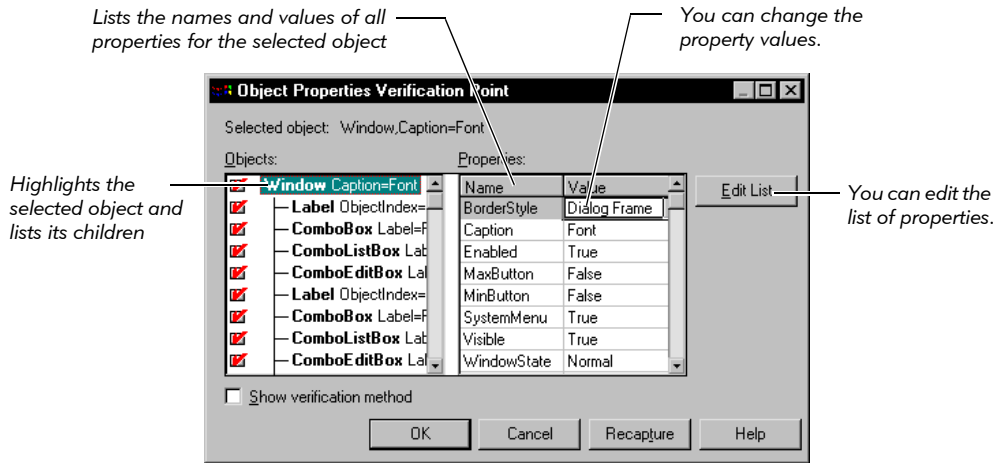 Lists the names and values of all
properties for the selected object
You can change the
property values.
Object Properties Verification Point
Selected object: Window,Caption=Font
Objects:
Properties:
Highlights the
selected object and
lists its children
Window Caption=Font
Label ObjectIndex=
ComboBox Label=F
ComboListBox Lab
ComboEditBox Lal
Label ObjectIndex=
ComboBox Label=F
ComboListBox Lab
ComboEditBox Lal
Name Value
BorderStyle Dialog Frame
Caption Font
Enabled True
MaxButton False
MinButton False
SystemMenu True
Visible True
WindowState Normal
Edit List
You can edit the
list of properties.
Show verification method
OK Cancel Recapture Help